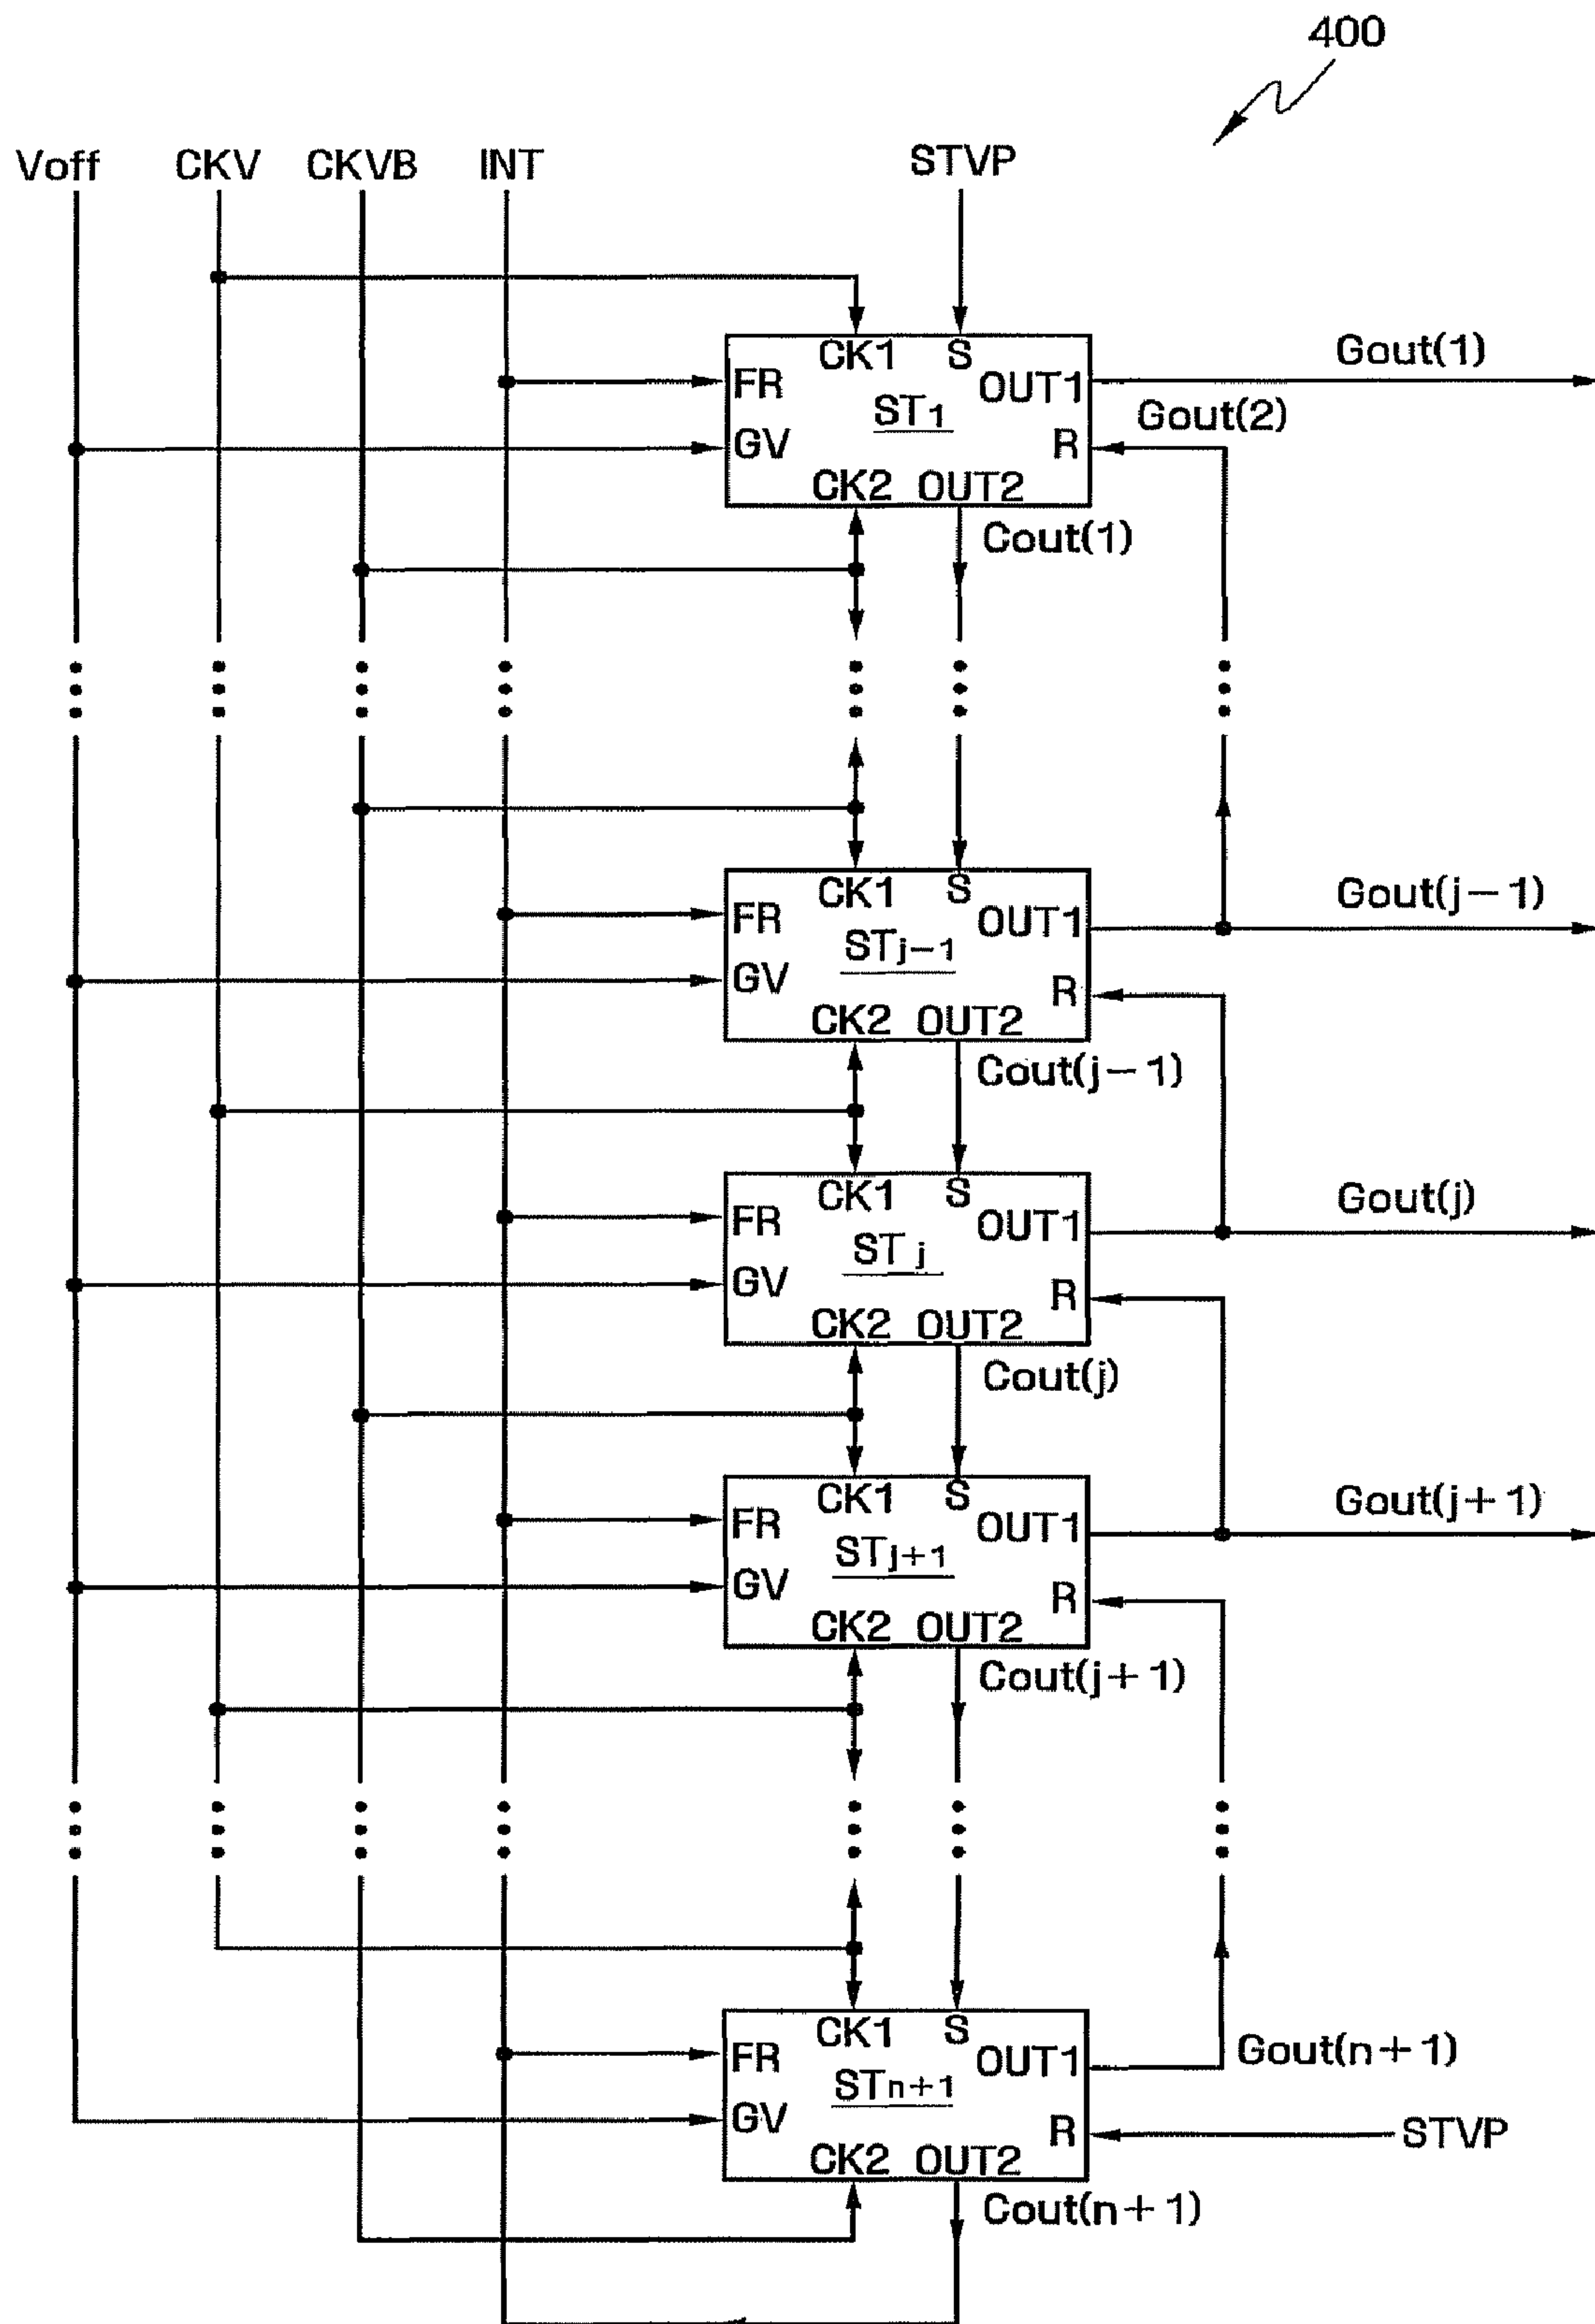 400
Voff CKV CKVB INT STVP
CK1 S
FR OUT1 Gout(1)
ST1 Gout(2)
GV R
CK2 OUT2
Cout(1)
CK1 S
FR OUT1 Gout(j-1)
STj-1
GV R
CK2 OUT2
Cout(j-1)
CK1 S
FR OUT1 Gout(j)
STj
GV R
CK2 OUT2
Cout(j)
CK1 S
FR OUT1 Gout(j+1)
STj+1
GV R
CK2 OUT2
Cout(j+1)
CK1 S
FR OUT1 Gout(n+1)
STn+1
GV R STVP
CK2 OUT2
Cout(n+1)